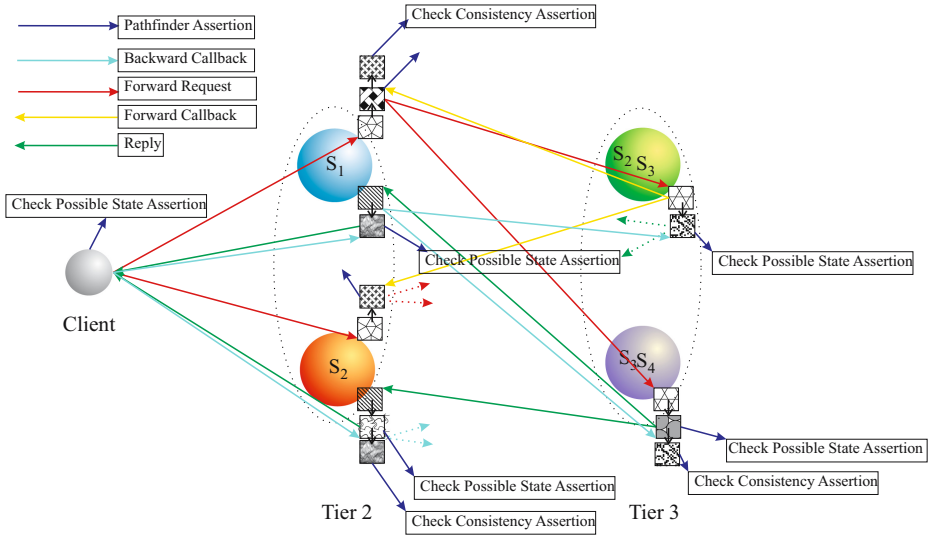 Check Consistency Assertion
Pathfinder Assertion
Backward Callback
Forward Request
Forward Callback
Reply
S1
S2 S3
Check Possible State Assertion
Check Possible State Assertion
Check Possible State Assertion
Client
S2
S3S4
Check Possible State Assertion
Check Possible State Assertion
Check Consistency Assertion
Tier 2
Tier 3
Check Consistency Assertion